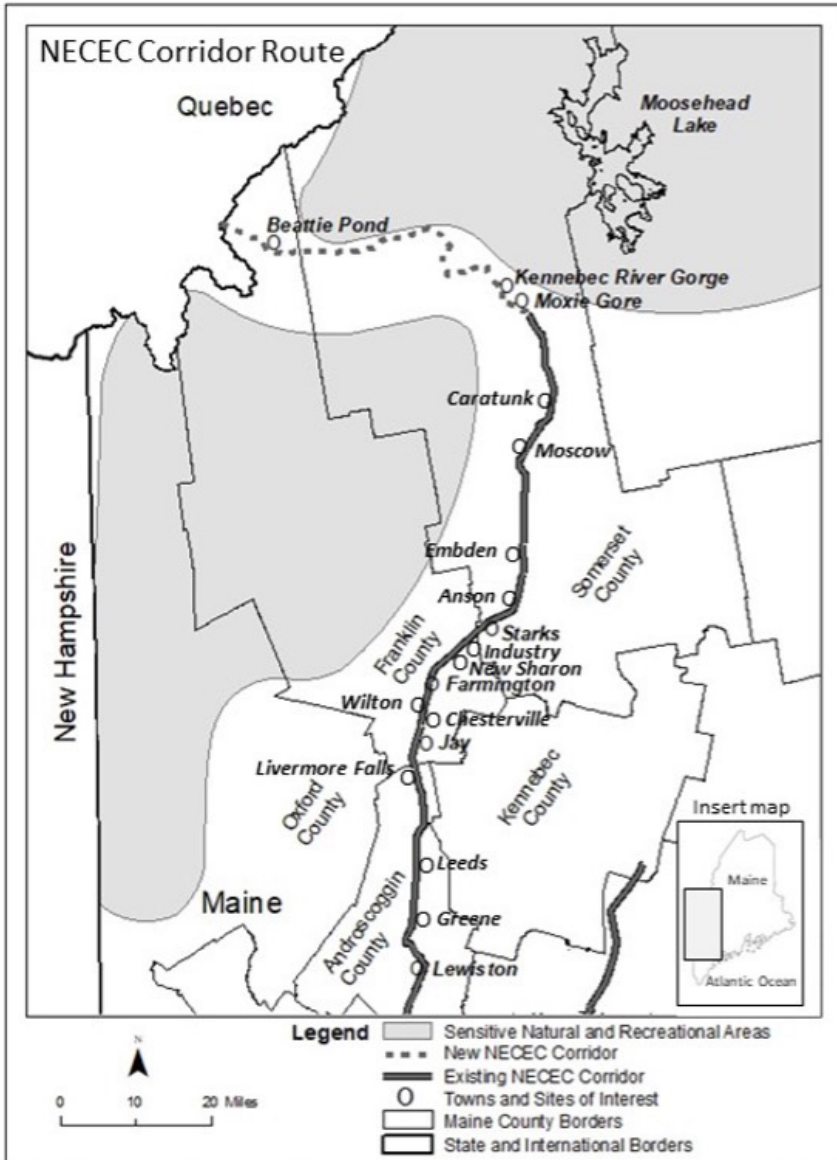 NECEC Corridor Route
Quebec
Moosehead
Lake
Beattie Pond
Kennebec River Gorge
Moxie Gore
Caratunk
Moscow
Embden
Somerset
County
Anson
Starks
Franklin
County
Industry
New Sharon
Farmington
New Hampshire
Wilton
Chesterville
Jay
Livermore Falls
Oxford
County
Kennebec
County
Insert map
Maine
Atlantic Ocean
Leeds
Maine
Androscoggin
County
Greene
Lewiston
Legend
Sensitive Natural and Recreational Areas
New NECEC Corridor
Existing NECEC Corridor
Towns and Sites of Interest
Maine County Borders
State and International Borders
N
0 10 20 Miles